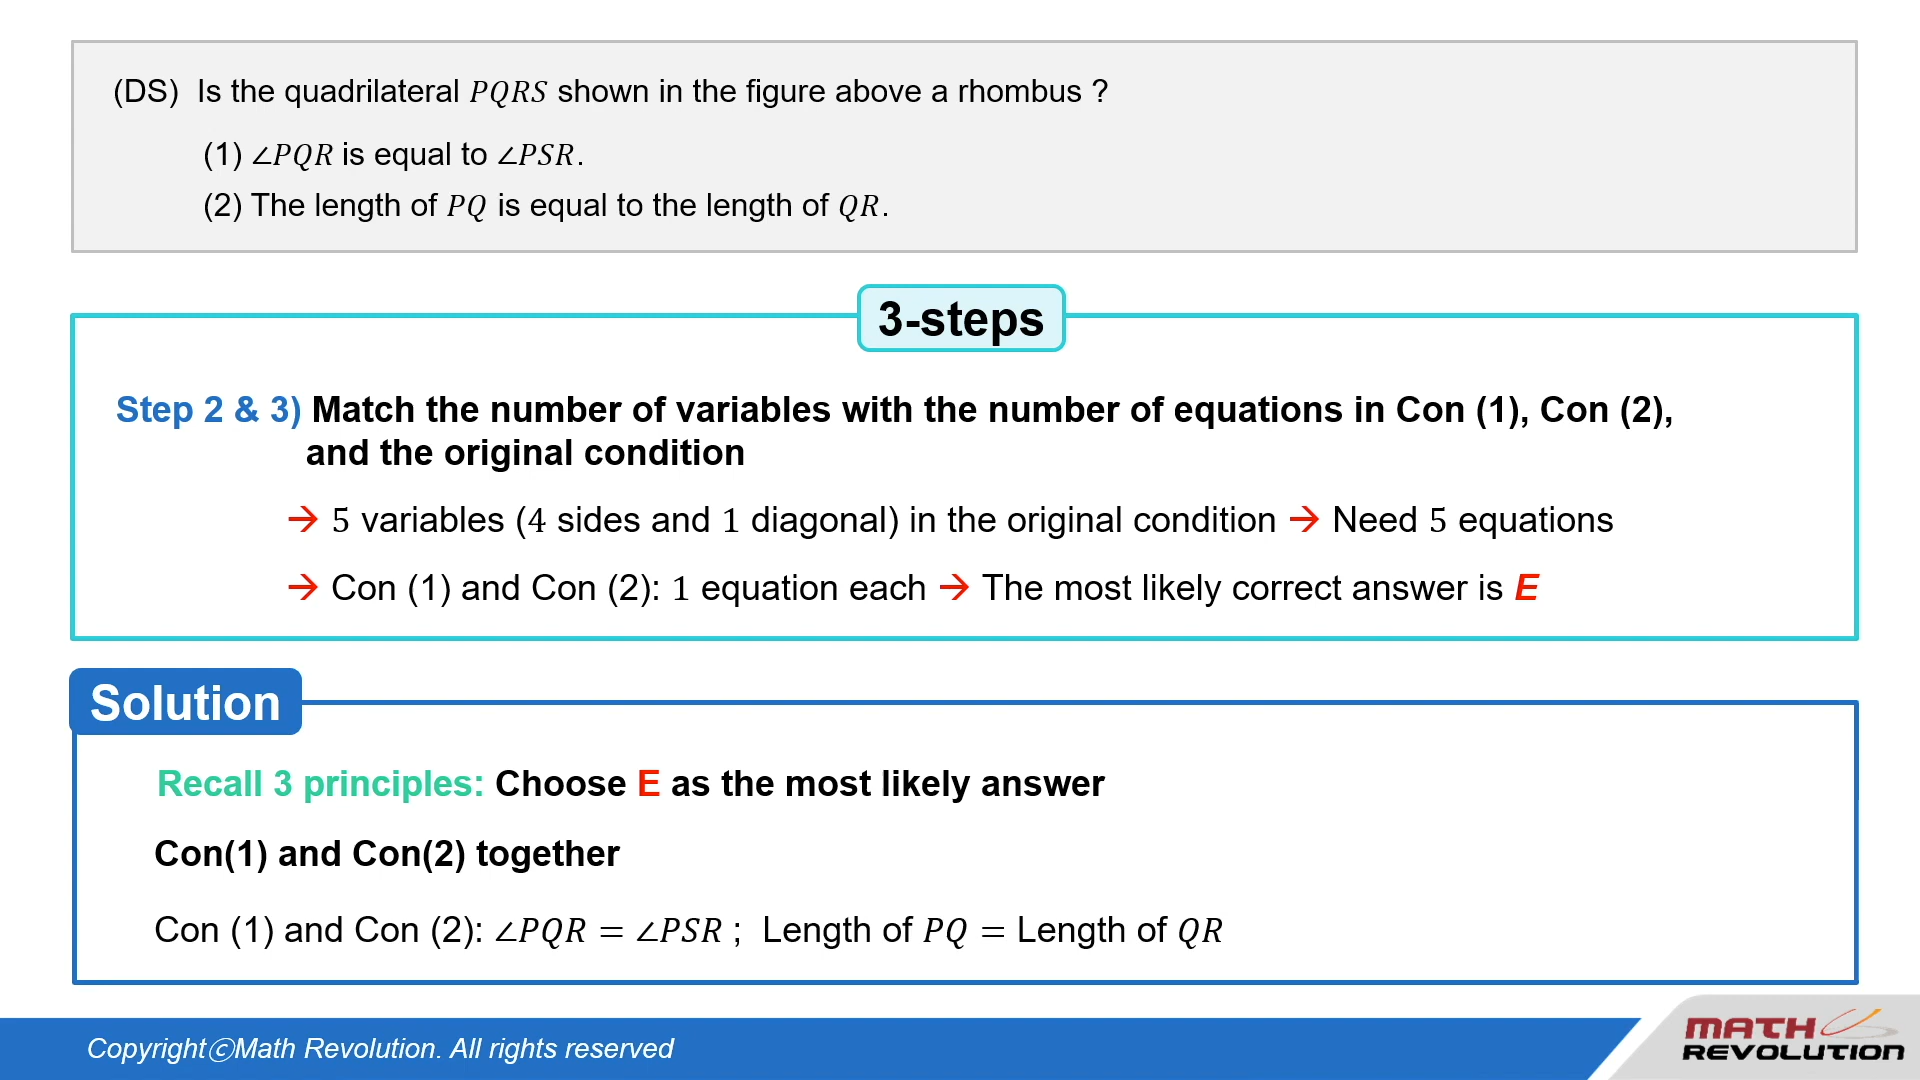 (DS) Is the quadrilateral PQRS shown in the figure above a rhombus ?
(1) ∠PQR is equal to ∠PSR.
(2) The length of PQ is equal to the length of QR.
3-steps
Step 2 & 3) Match the number of variables with the number of equations in Con (1), Con (2),
and the original condition
→ 5 variables (4 sides and 1 diagonal) in the original condition → Need 5 equations
→ Con (1) and Con (2): 1 equation each → The most likely correct answer is E
Solution
Recall 3 principles: Choose E as the most likely answer
Con(1) and Con(2) together
Con (1) and Con (2): ∠PQR = ∠PSR ; Length of PQ = Length of QR
CopyrightⓒMath Revolution. All rights reserved
MATH
REVOLUTION